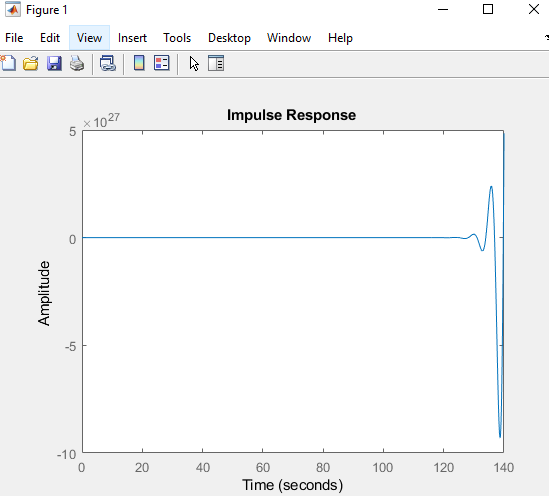 Figure 1
File Edit View Insert Tools Desktop Window Help
Impulse Response
×10^27
5
0
-5
-10
Amplitude
0 20 40 60 80 100 120 140
Time (seconds)